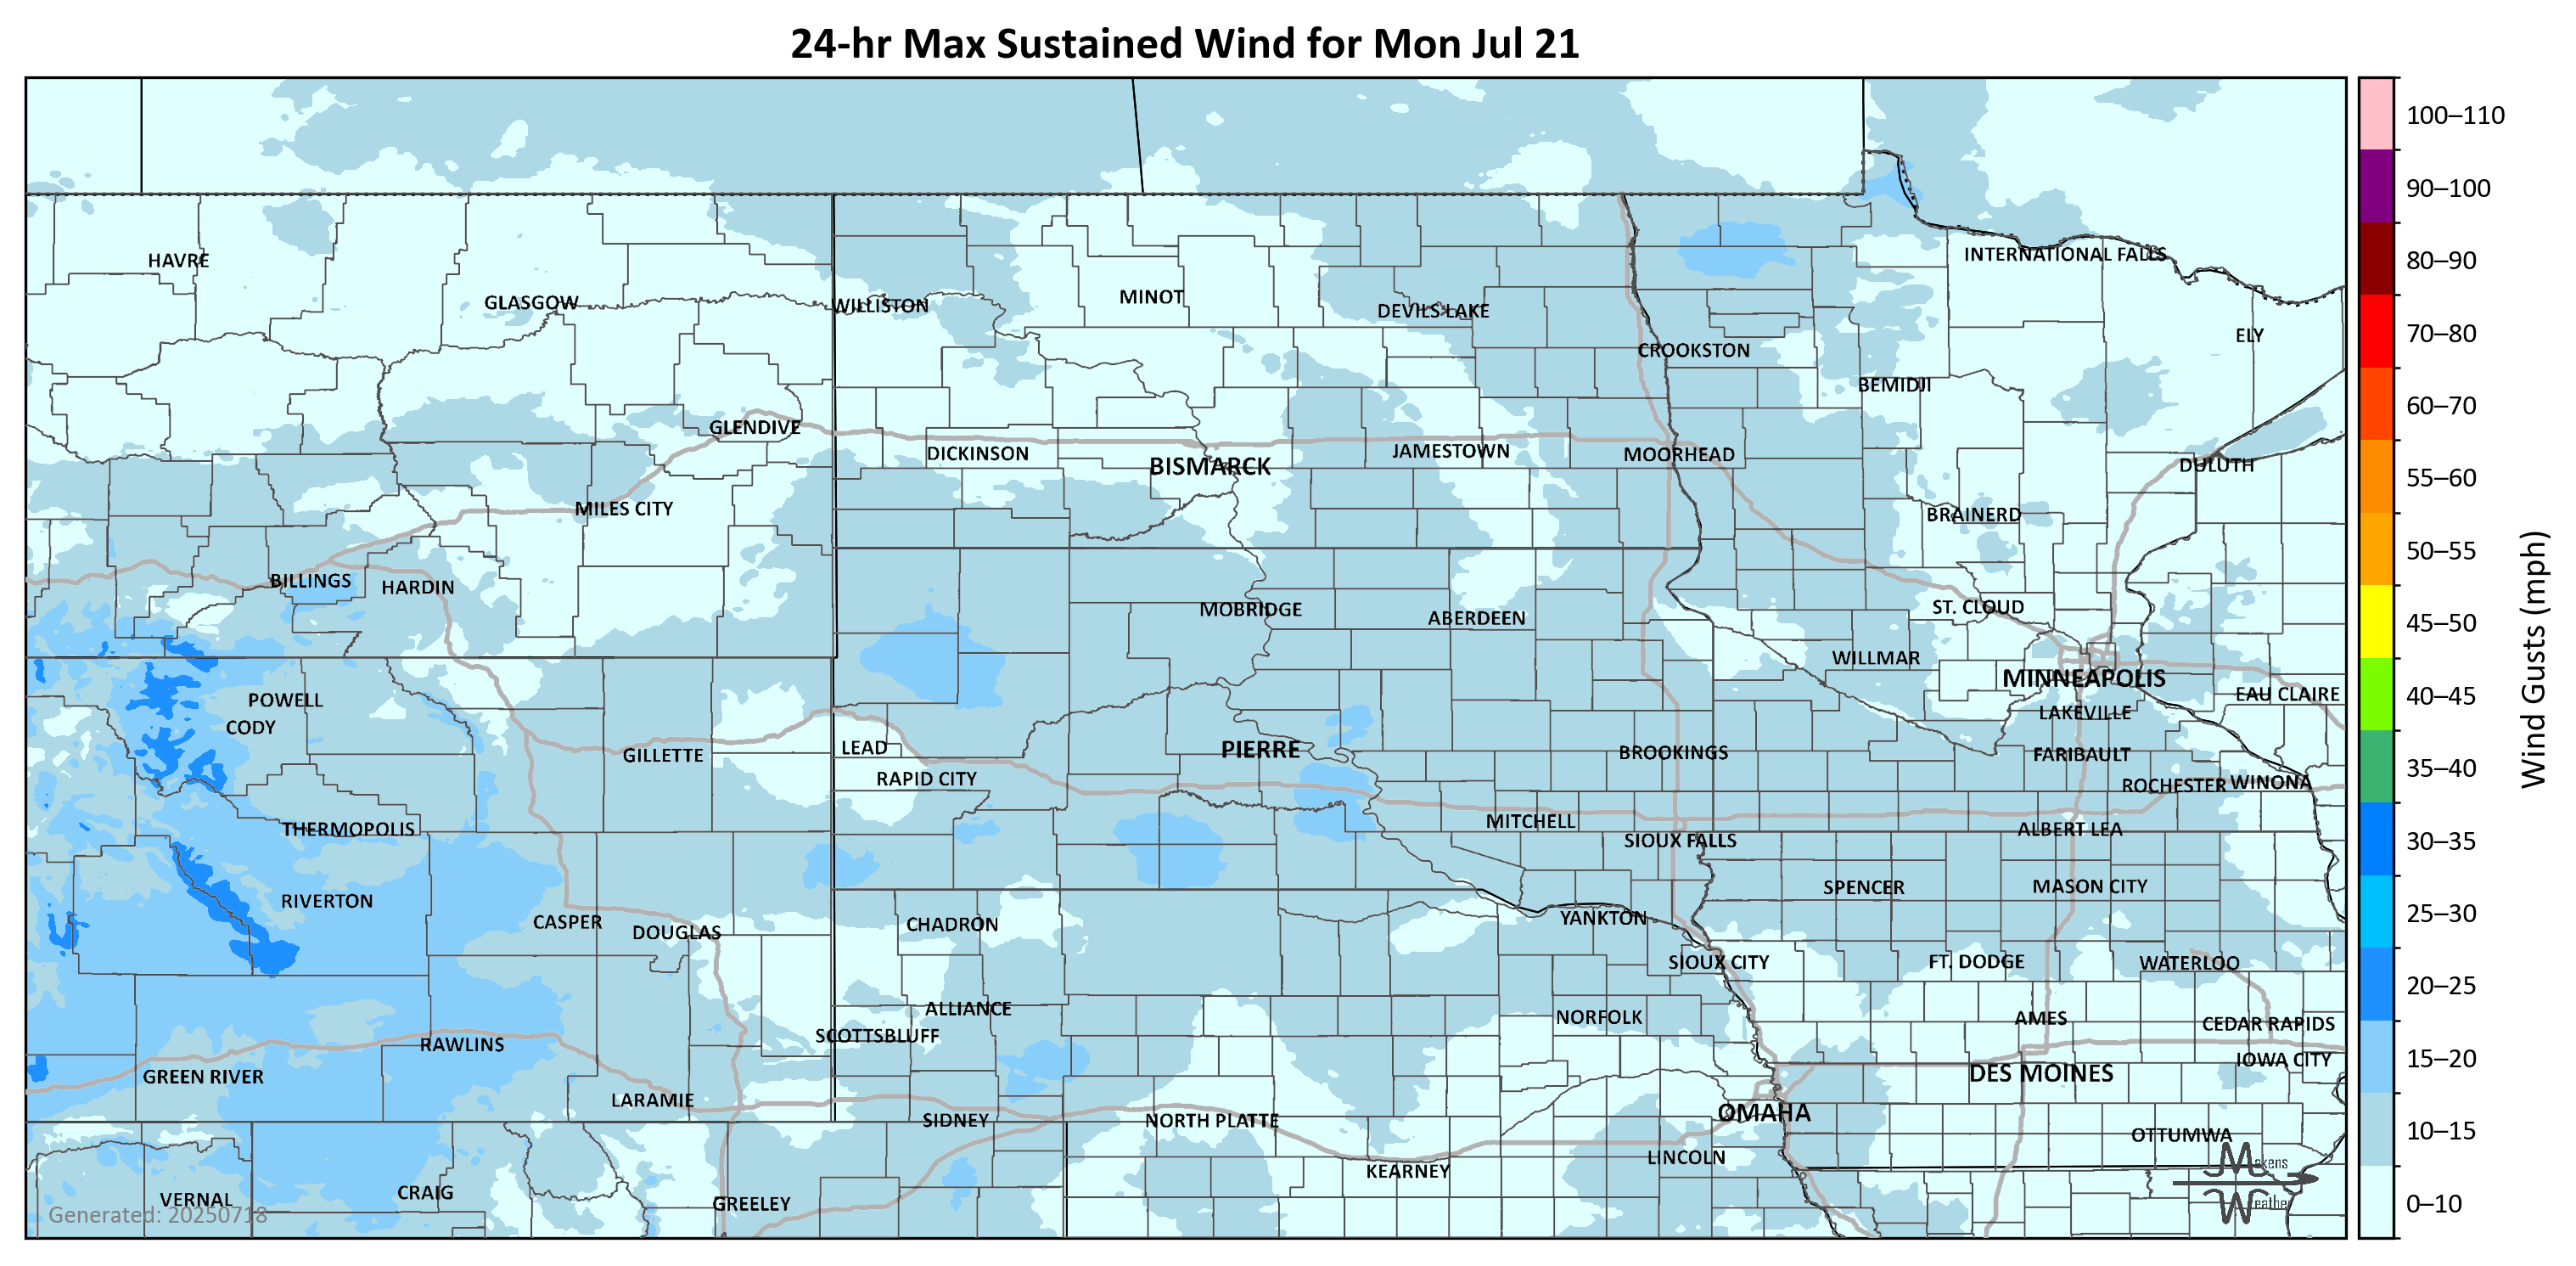 24-hr Max Sustained Wind for Mon Jul 21
100–110
90–100
80–90
70–80
60–70
55–60
50–55
45–50
40–45
35–40
30–35
25–30
20–25
15–20
10–15
0–10
Wind Gusts (mph)
HAVRE
INTERNATIONAL FALLS
GLASGOW
WILLISTON
MINOT
DEVILS LAKE
ELY
CROOKSTON
BEMIDJI
GLENDIVE
DICKINSON
BISMARCK
JAMESTOWN
MOORHEAD
DULUTH
MILES CITY
BRAINERD
BILLINGS
HARDIN
MOBRIDGE
ABERDEEN
ST. CLOUD
WILLMAR
MINNEAPOLIS
EAU CLAIRE
POWELL
CODY
LAKEVILLE
GILLETTE
LEAD
PIERRE
BROOKINGS
FARIBAULT
RAPID CITY
ROCHESTER
WINONA
THERMOPOLIS
MITCHELL
SIOUX FALLS
ALBERT LEA
RIVERTON
SPENCER
MASON CITY
CASPER
DOUGLAS
CHADRON
YANKTON
SIOUX CITY
FT. DODGE
WATERLOO
ALLIANCE
SCOTTSBLUFF
NORFOLK
AMES
CEDAR RAPIDS
RAWLINS
IOWA CITY
GREEN RIVER
DES MOINES
LARAMIE
SIDNEY
NORTH PLATTE
OMAHA
OTTUMWA
LINCOLN
KEARNEY
VERNAL
CRAIG
GREELEY
Generated: 20250718
Makens
Weather